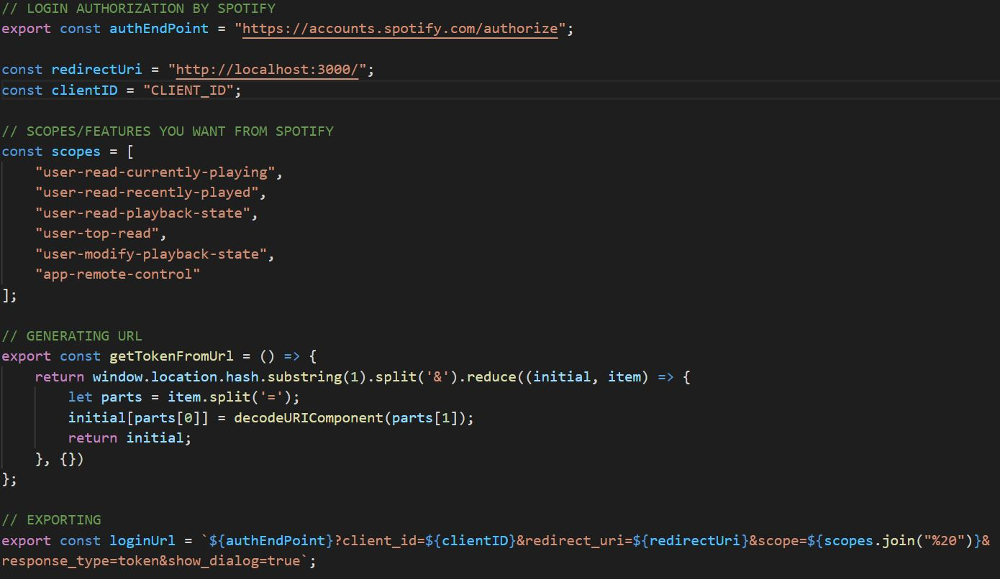 // LOGIN AUTHORIZATION BY SPOTIFY
export const authEndPoint = "https://accounts.spotify.com/authorize";

const redirectUri = "http://localhost:3000/";
const clientID = "CLIENT_ID";

// SCOPES/FEATURES YOU WANT FROM SPOTIFY
const scopes = [
    "user-read-currently-playing",
    "user-read-recently-played",
    "user-read-playback-state",
    "user-top-read",
    "user-modify-playback-state",
    "app-remote-control"
];

// GENERATING URL
export const getTokenFromUrl = () => {
    return window.location.hash.substring(1).split('&').reduce((initial, item) => {
        let parts = item.split('=');
        initial[parts[0]] = decodeURIComponent(parts[1]);
        return initial;
    }, {})
};

// EXPORTING
export const loginUrl = `${authEndPoint}?client_id=${clientID}&redirect_uri=${redirectUri}&scope=${scopes.join("%20")}&
response_type=token&show_dialog=true`;